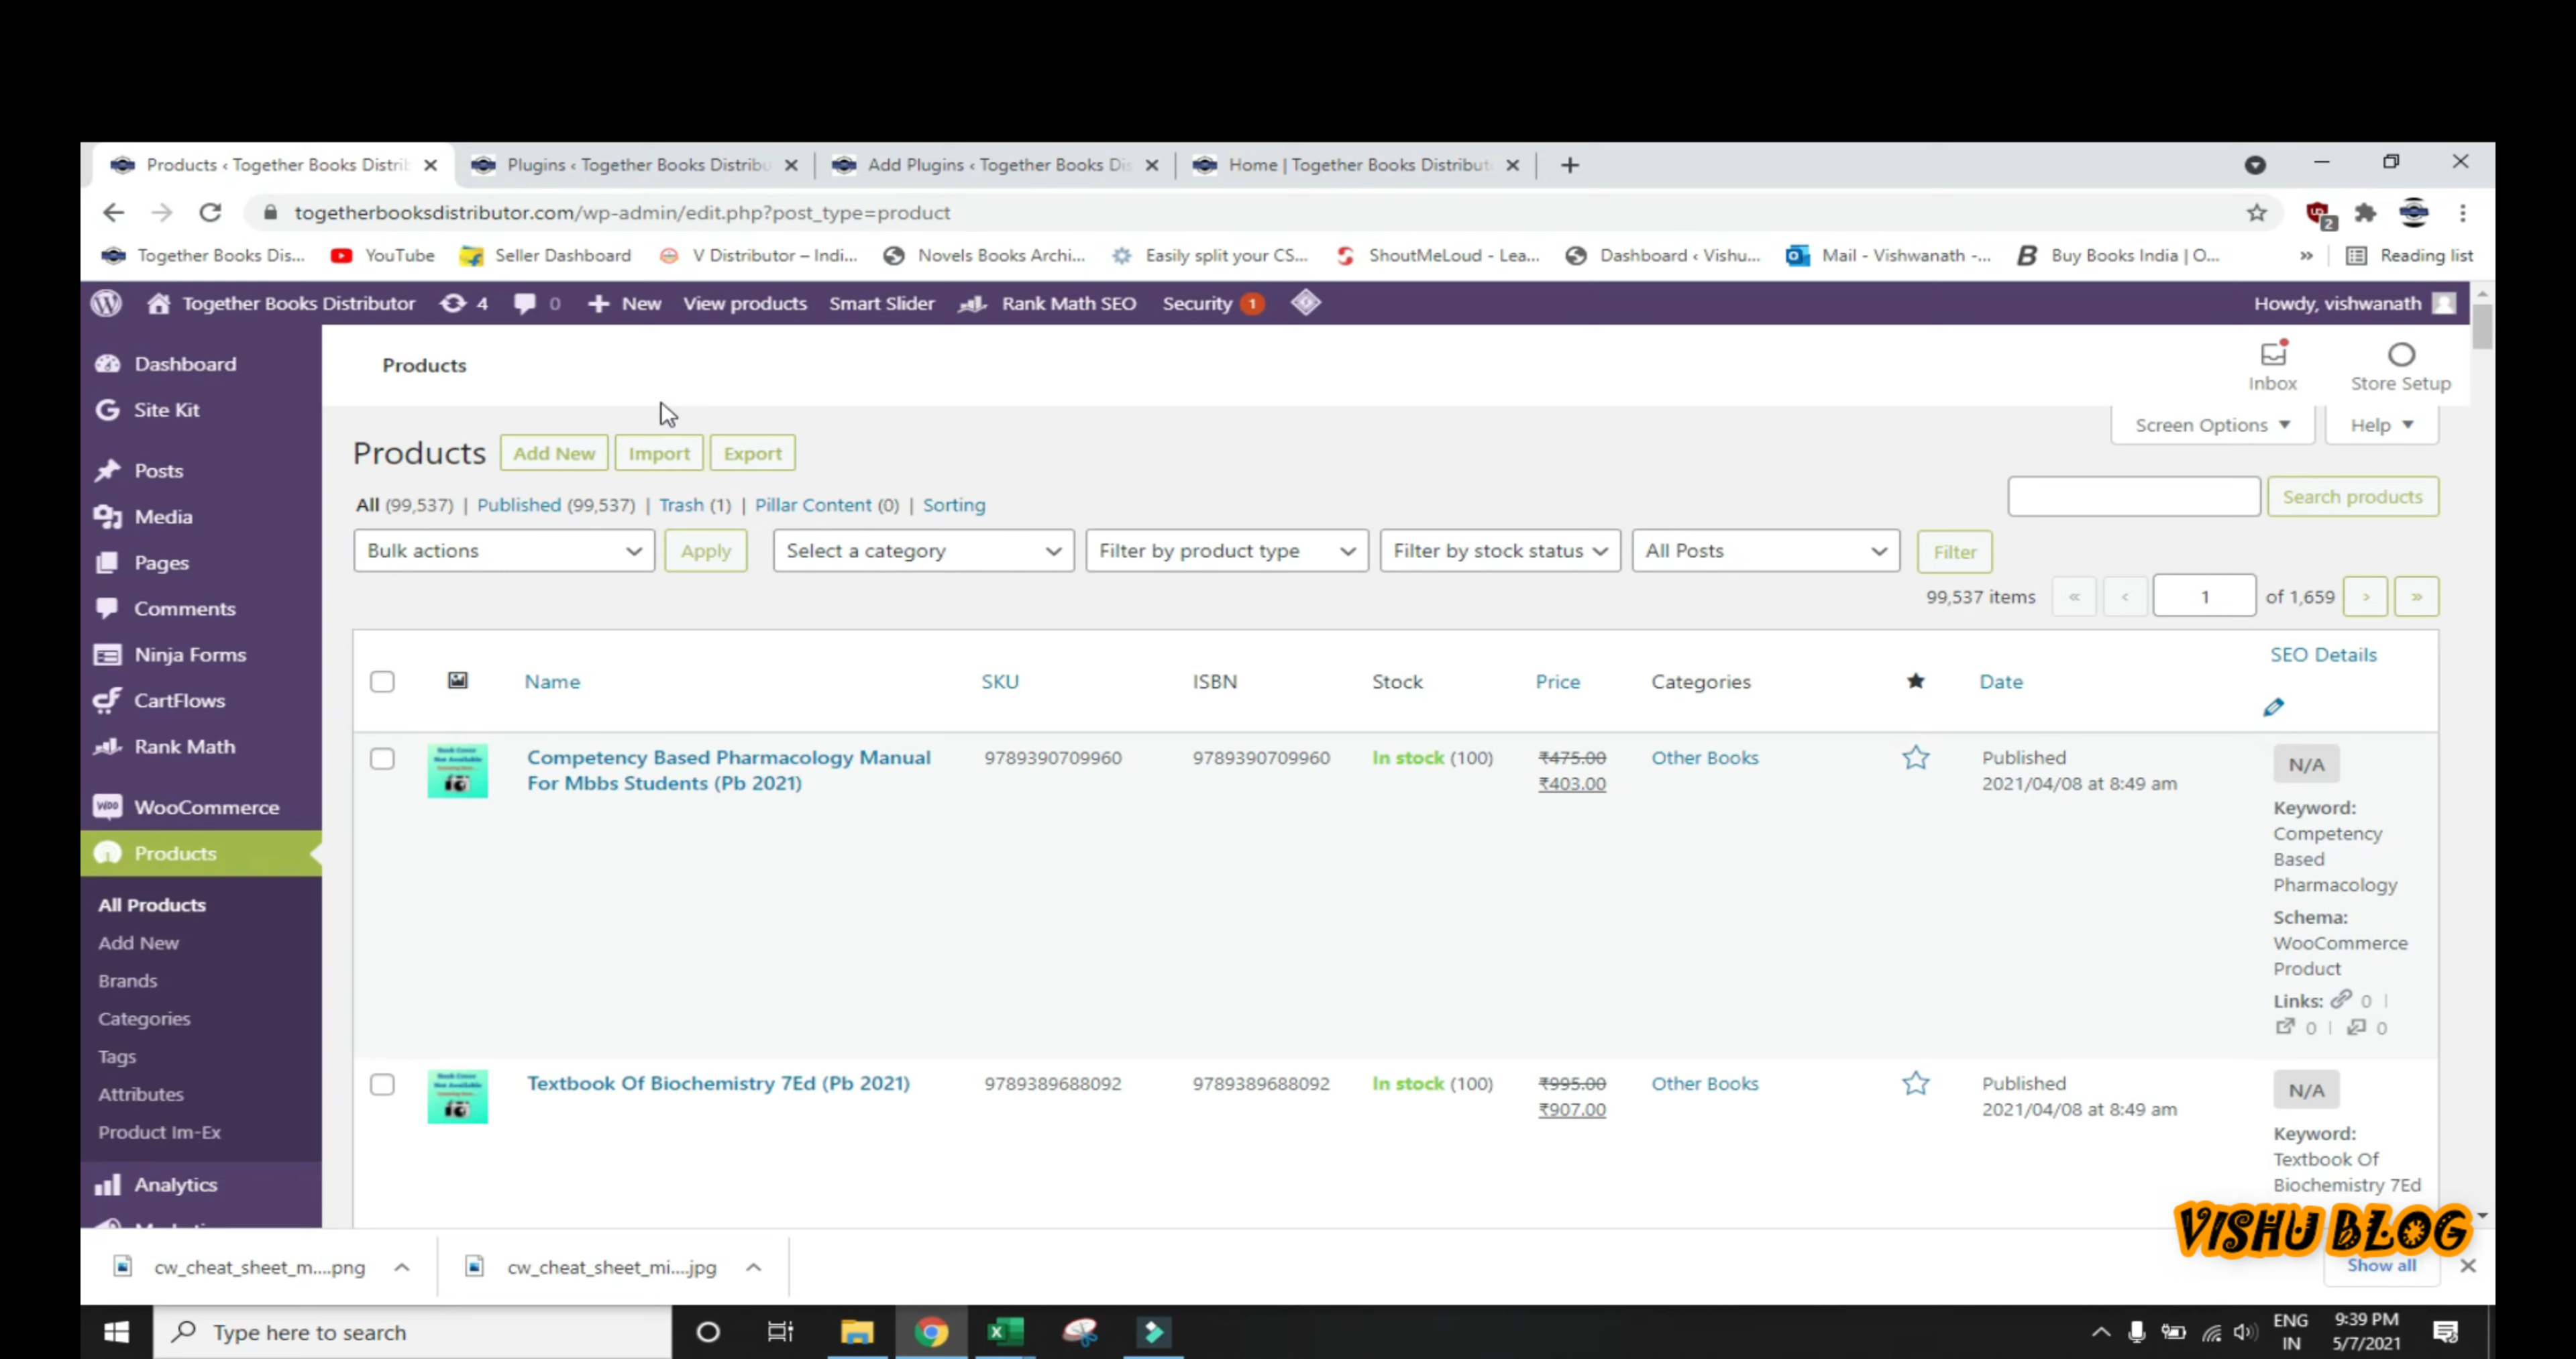 Products ‹ Together Books Distrib
Plugins ‹ Together Books Distribu
Add Plugins ‹ Together Books Di
Home | Together Books Distribut
togetherbooksdistributor.com/wp-admin/edit.php?post_type=product
2
Together Books Dis...
YouTube
Seller Dashboard
V Distributor – Indi...
Novels Books Archi...
Easily split your CS...
ShoutMeLoud - Lea...
Dashboard ‹ Vishu...
Mail - Vishwanath -...
Buy Books India | O...
»
Reading list
Together Books Distributor
4
0
+ New
View products
Smart Slider
Rank Math SEO
Security 1
Howdy, vishwanath
Dashboard
Site Kit
Posts
Media
Pages
Comments
Ninja Forms
CartFlows
Rank Math
WooCommerce
Products
All Products
Add New
Brands
Categories
Tags
Attributes
Product Im-Ex
Analytics
Products
Inbox
Store Setup
Screen Options
Help
Products
Add New
Import
Export
All (99,537) | Published (99,537) | Trash (1) | Pillar Content (0) | Sorting
Search products
Bulk actions
Apply
Select a category
Filter by product type
Filter by stock status
All Posts
Filter
99,537 items
«
‹
1
of 1,659
›
»
Name
SKU
ISBN
Stock
Price
Categories
Date
SEO Details
Book Cover
Not Available
Competency Based Pharmacology Manual
For Mbbs Students (Pb 2021)
9789390709960
9789390709960
In stock (100)
₹475.00
₹403.00
Other Books
Published
2021/04/08 at 8:49 am
N/A
Keyword:
Competency
Based
Pharmacology
Schema:
WooCommerce
Product
Links: 0 |
0 | 0
Book Cover
Not Available
Textbook Of Biochemistry 7Ed (Pb 2021)
9789389688092
9789389688092
In stock (100)
₹995.00
₹907.00
Other Books
Published
2021/04/08 at 8:49 am
N/A
Keyword:
Textbook Of
Biochemistry 7Ed
VISHU BLOG
cw_cheat_sheet_m....png
cw_cheat_sheet_mi....jpg
Show all
Type here to search
ENG
IN
9:39 PM
5/7/2021